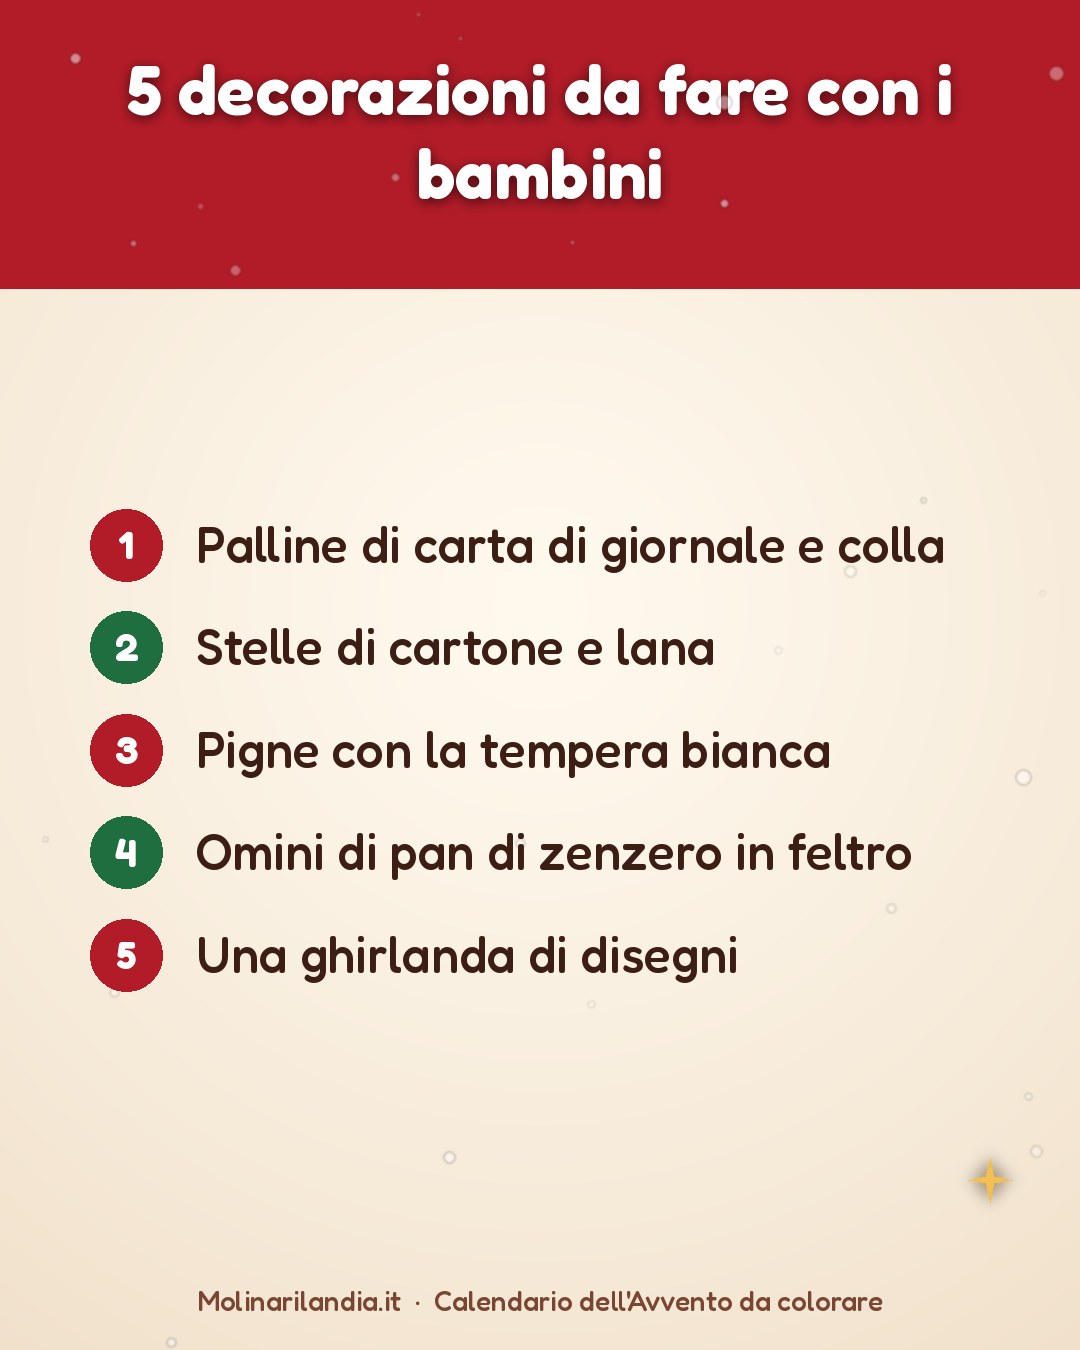 5 decorazioni da fare con i
bambini
1 Palline di carta di giornale e colla
2 Stelle di cartone e lana
3 Pigne con la tempera bianca
4 Omini di pan di zenzero in feltro
5 Una ghirlanda di disegni
Molinarilandia.it · Calendario dell'Avvento da colorare